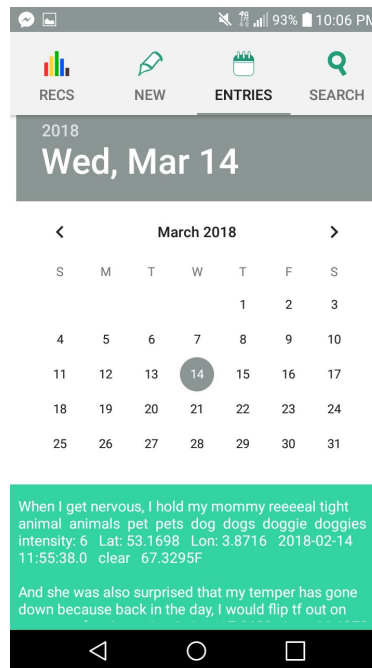 4G 93% 10:06 PM
RECS NEW ENTRIES SEARCH
2018
Wed, Mar 14
March 2018
S M T W T F S
1 2 3
4 5 6 7 8 9 10
11 12 13 14 15 16 17
18 19 20 21 22 23 24
25 26 27 28 29 30 31
When I get nervous, I hold my mommy reeeeal tight
animal animals pet pets dog dogs doggie doggies
intensity: 6 Lat: 53.1698 Lon: 3.8716 2018-02-14
11:55:38.0 clear 67.3295F
And she was also surprised that my temper has gone
down because back in the day, I would flip tf out on